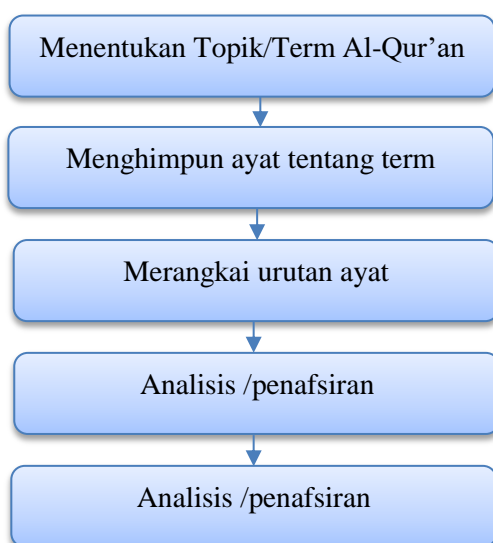 Menentukan Topik/Term Al-Qur’an
Menghimpun ayat tentang term
Merangkai urutan ayat
Analisis /penafsiran
Analisis /penafsiran